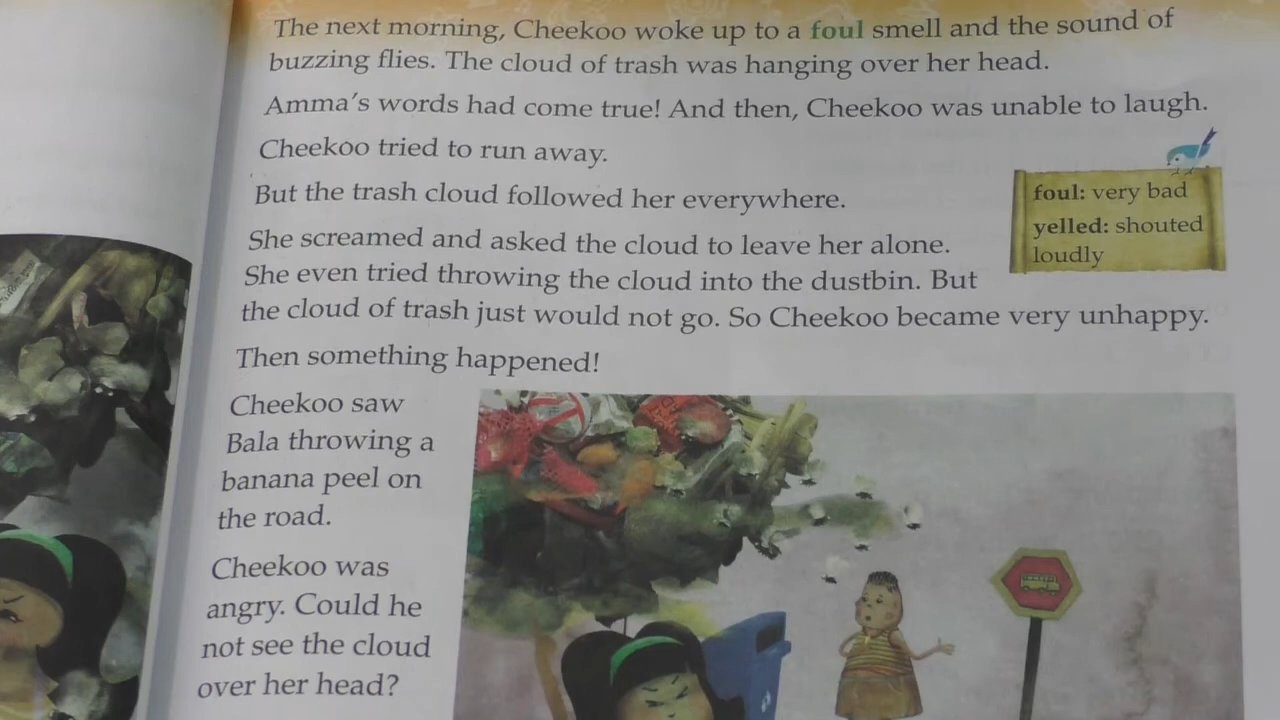 The next morning, Cheekoo woke up to a foul smell and the sound of
buzzing flies. The cloud of trash was hanging over her head.
Amma's words had come true! And then, Cheekoo was unable to laugh.
Cheekoo tried to run away.
But the trash cloud followed her everywhere.
She screamed and asked the cloud to leave her alone.
She even tried throwing the cloud into the dustbin. But
the cloud of trash just would not go. So Cheekoo became very unhappy.
Then something happened!
foul: very bad
yelled: shouted
loudly
Cheekoo saw
Bala throwing a
banana peel on
the road.
Cheekoo was
angry. Could he
not see the cloud
over her head?